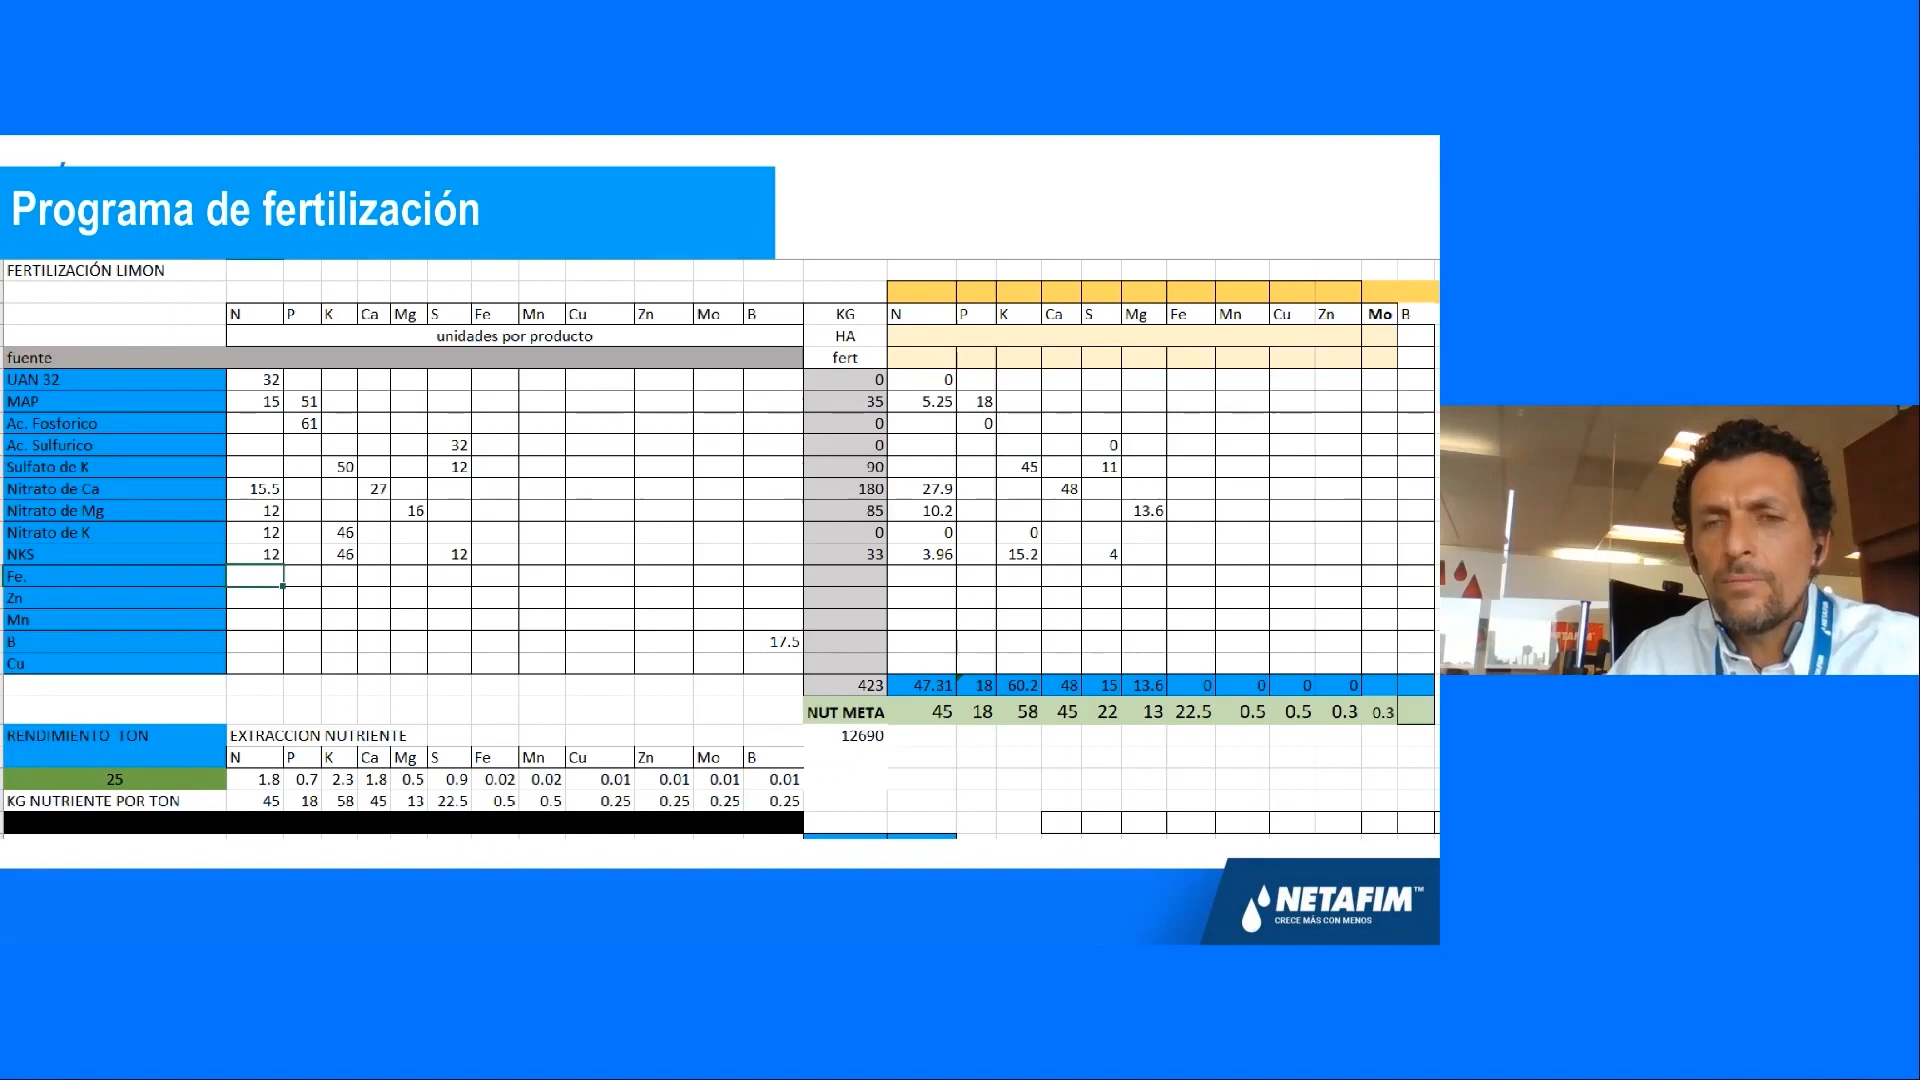 Programa de fertilización
FERTILIZACIÓN LIMON
N P K Ca Mg S Fe Mn Cu Zn Mo B KG N P K Ca S Mg Fe Mn Cu Zn Mo B
unidades por producto HA
fuente fert
UAN 32 32 0 0
MAP 15 51 35 5.25 18
Ac. Fosforico 61 0 0
Ac. Sulfurico 32 0 0
Sulfato de K 50 12 90 45 11
Nitrato de Ca 15.5 27 180 27.9 48
Nitrato de Mg 12 16 85 10.2 13.6
Nitrato de K 12 46 0 0 0
NKS 12 46 12 33 3.96 15.2 4
Fe.
Zn
Mn
B 17.5
Cu
423 47.31 18 60.2 48 15 13.6 0 0 0 0
NUT META 45 18 58 45 22 13 22.5 0.5 0.5 0.3 0.3
RENDIMIENTO TON EXTRACCION NUTRIENTE 12690
N P K Ca Mg S Fe Mn Cu Zn Mo B
25 1.8 0.7 2.3 1.8 0.5 0.9 0.02 0.02 0.01 0.01 0.01 0.01
KG NUTRIENTE POR TON 45 18 58 45 13 22.5 0.5 0.5 0.25 0.25 0.25 0.25
NETAFIM™
CRECE MÁS CON MENOS